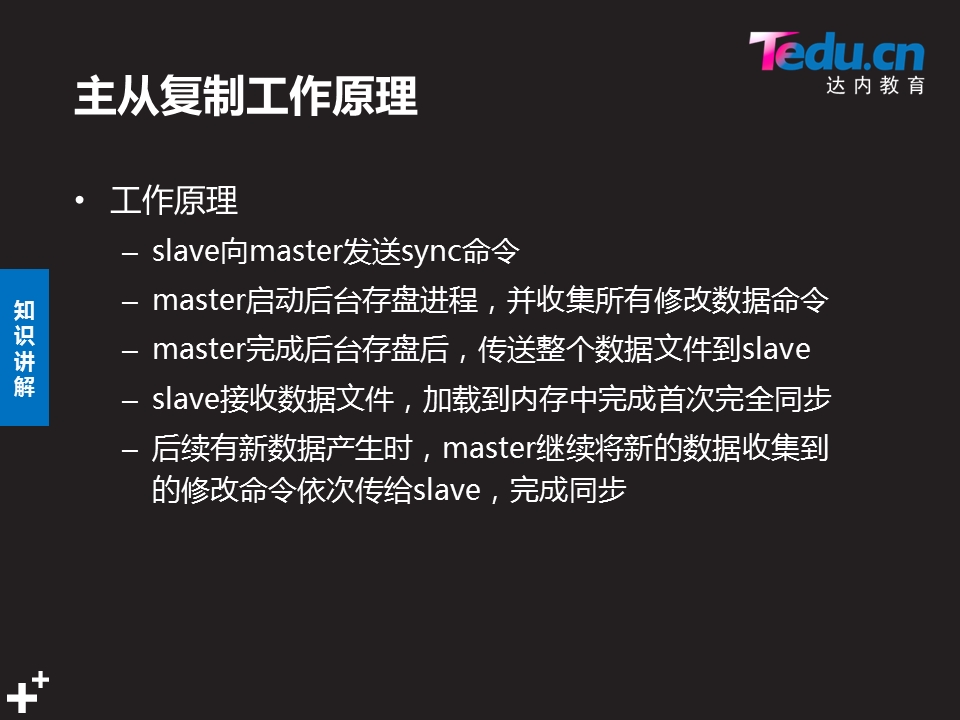 Tedu.cn
达内教育
主从复制工作原理
• 工作原理
– slave向master发送sync命令
– master启动后台存盘进程，并收集所有修改数据命令
– master完成后台存盘后，传送整个数据文件到slave
– slave接收数据文件，加载到内存中完成首次完全同步
– 后续有新数据产生时，master继续将新的数据收集到
的修改命令依次传给slave，完成同步
知
识
讲
解